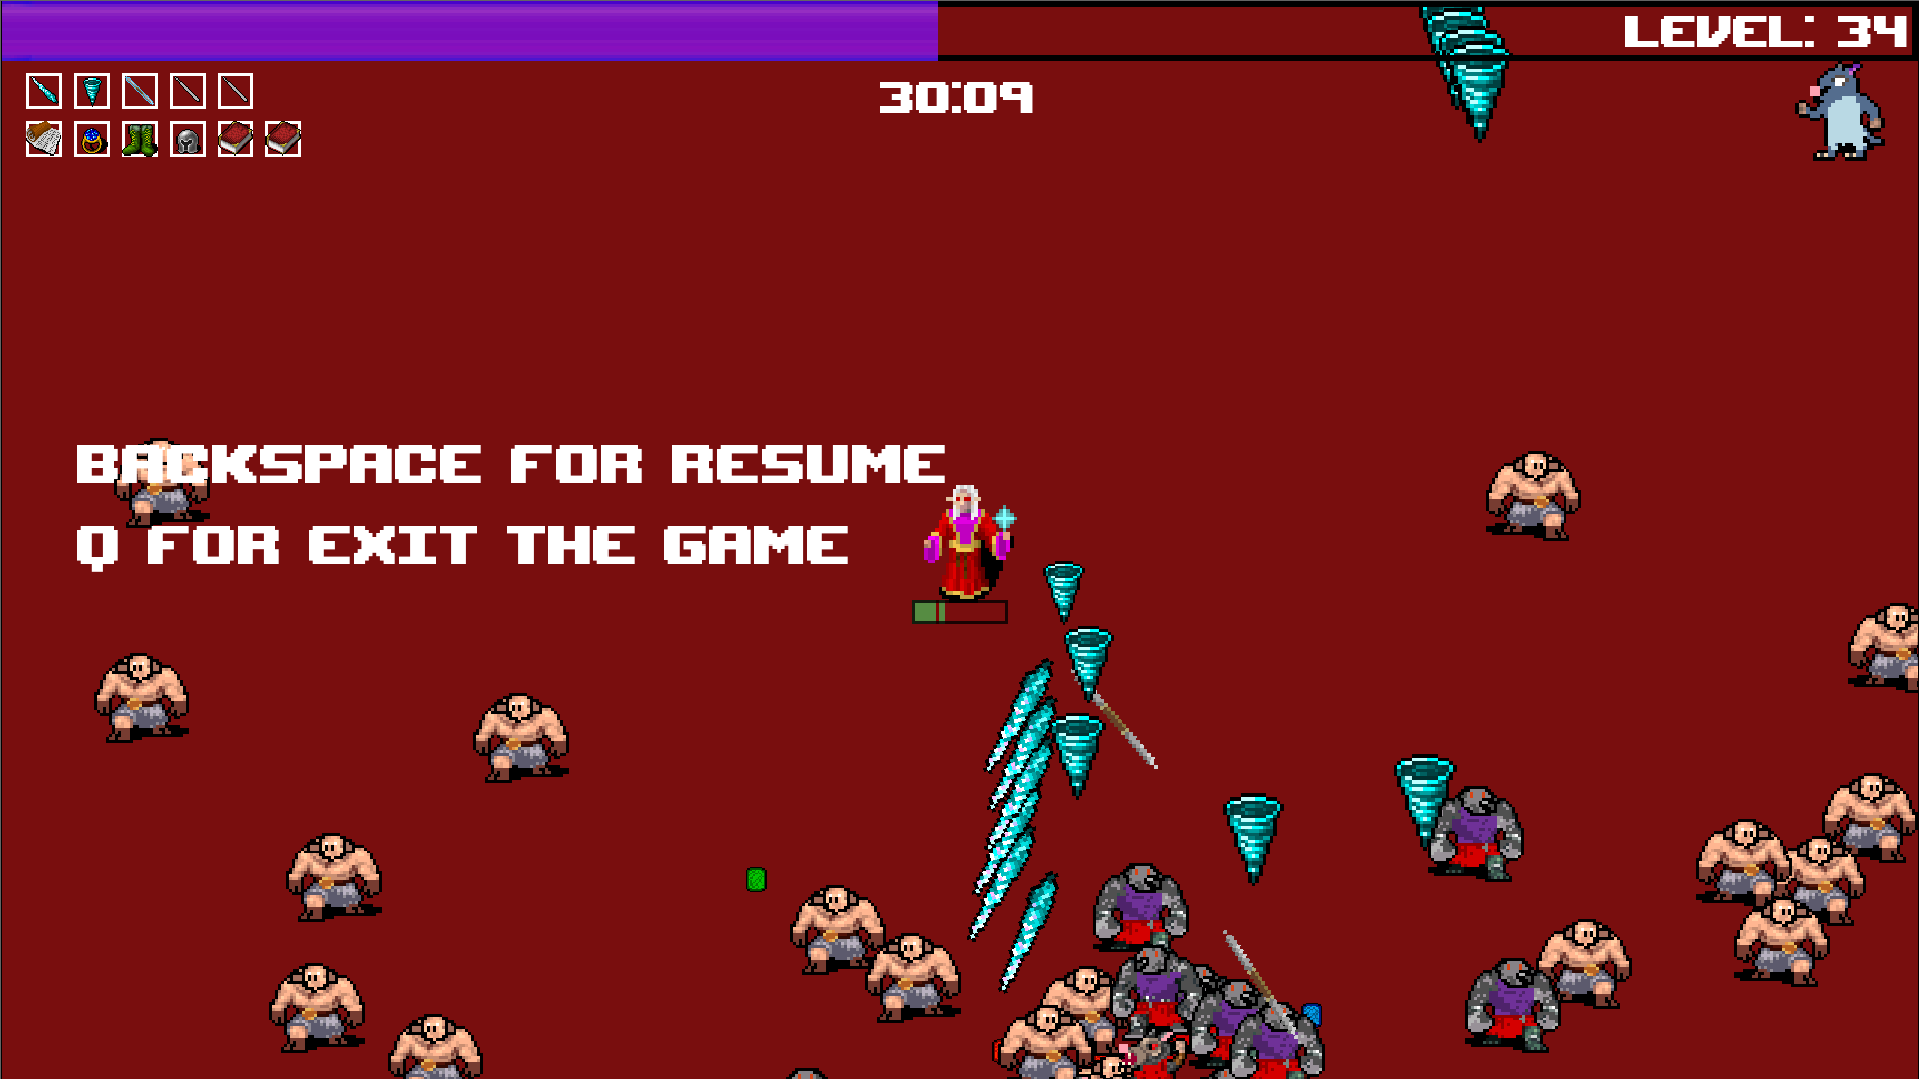 LEVEL: 34
30:09
BACKSPACE FOR RESUME
Q FOR EXIT THE GAME